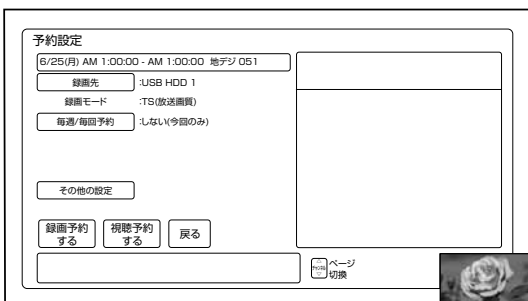 予約設定
6/25(月) AM 1:00:00 - AM 1:00:00 地デジ 051
録画先 :USB HDD 1
録画モード :TS(放送画質)
毎週/毎回予約 :しない(今回のみ)
その他の設定
録画予約
する
視聴予約
する
戻る
ページ
切換